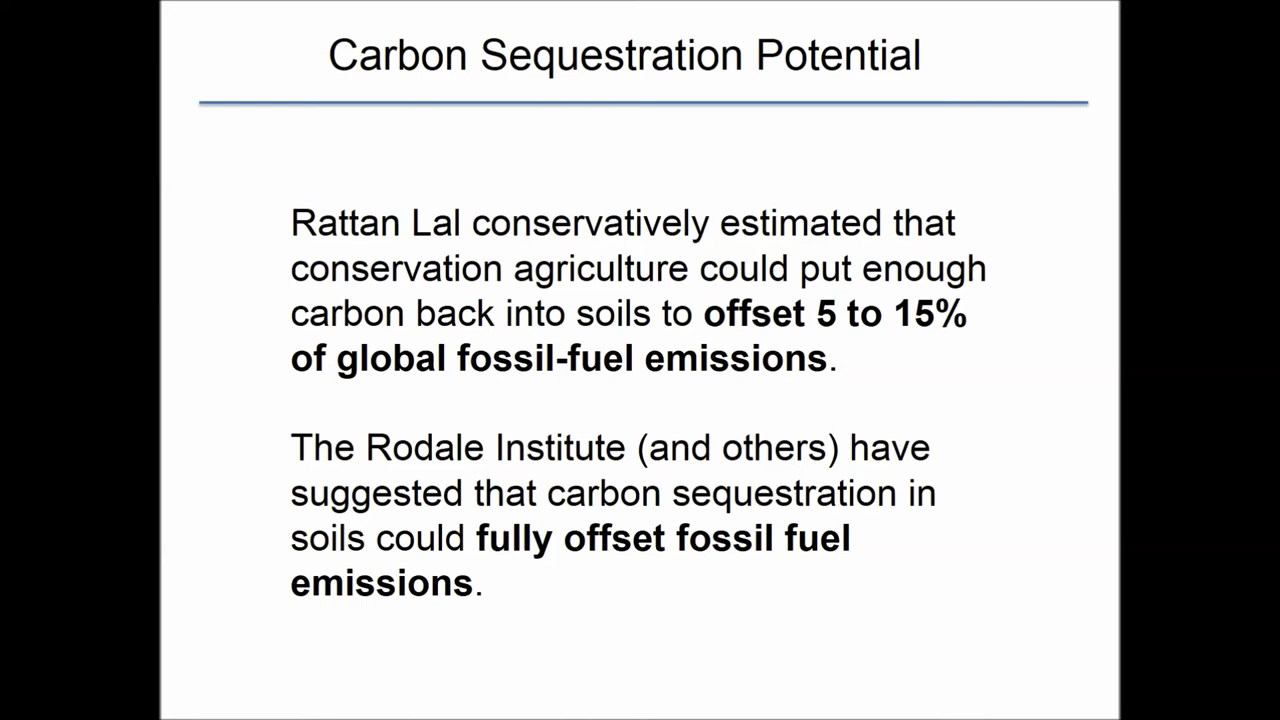 Carbon Sequestration Potential
Rattan Lal conservatively estimated that
conservation agriculture could put enough
carbon back into soils to offset 5 to 15%
of global fossil-fuel emissions.
The Rodale Institute (and others) have
suggested that carbon sequestration in
soils could fully offset fossil fuel
emissions.